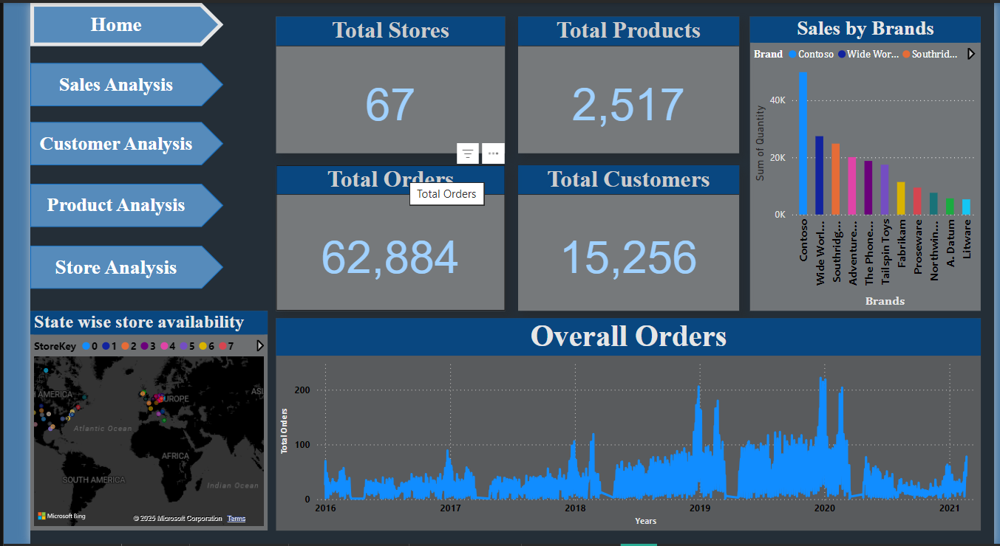 Home
Sales Analysis
Customer Analysis
Product Analysis
Store Analysis
Total Stores
67
Total Products
2,517
Total Orders
Total Orders
62,884
Total Customers
15,256
Sales by Brands
Brand Contoso Wide Wor... Southrid...
Sum of Quantity
40K
20K
0K
Contoso
Wide Worl...
Southridg...
Adventure...
The Phone...
Tailspin Toys
Fabrikam
Proseware
Northwin...
A. Datum
Litware
Brands
State wise store availability
StoreKey 0 1 2 3 4 5 6 7
H AMERICA
EUROPE
ASI
Atlantic Ocean
AFRICA
SOUTH AMERICA
Indian Ocean
Microsoft Bing
© 2025 Microsoft Corporation Terms
Overall Orders
Total Orders
200
100
0
2016 2017 2018 2019 2020 2021
Years